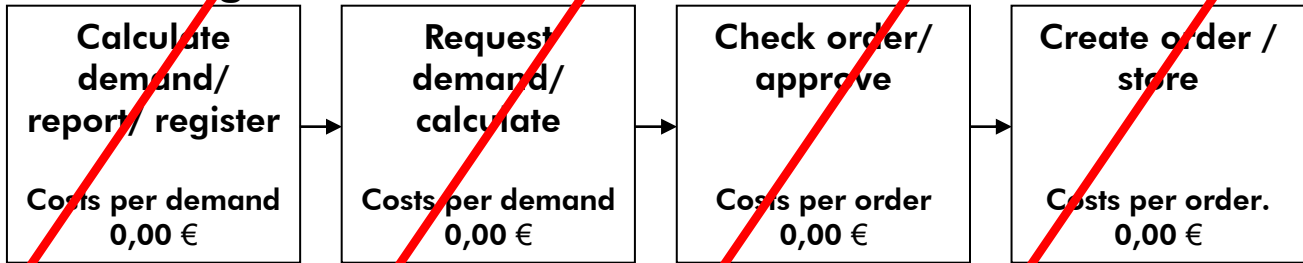 Calculate
demand/
report/ register
Costs per demand
0,00 €
Request
demand/
calculate
Costs per demand
0,00 €
Check order/
approve
Costs per order
0,00 €
Create order /
store
Costs per order.
0,00 €